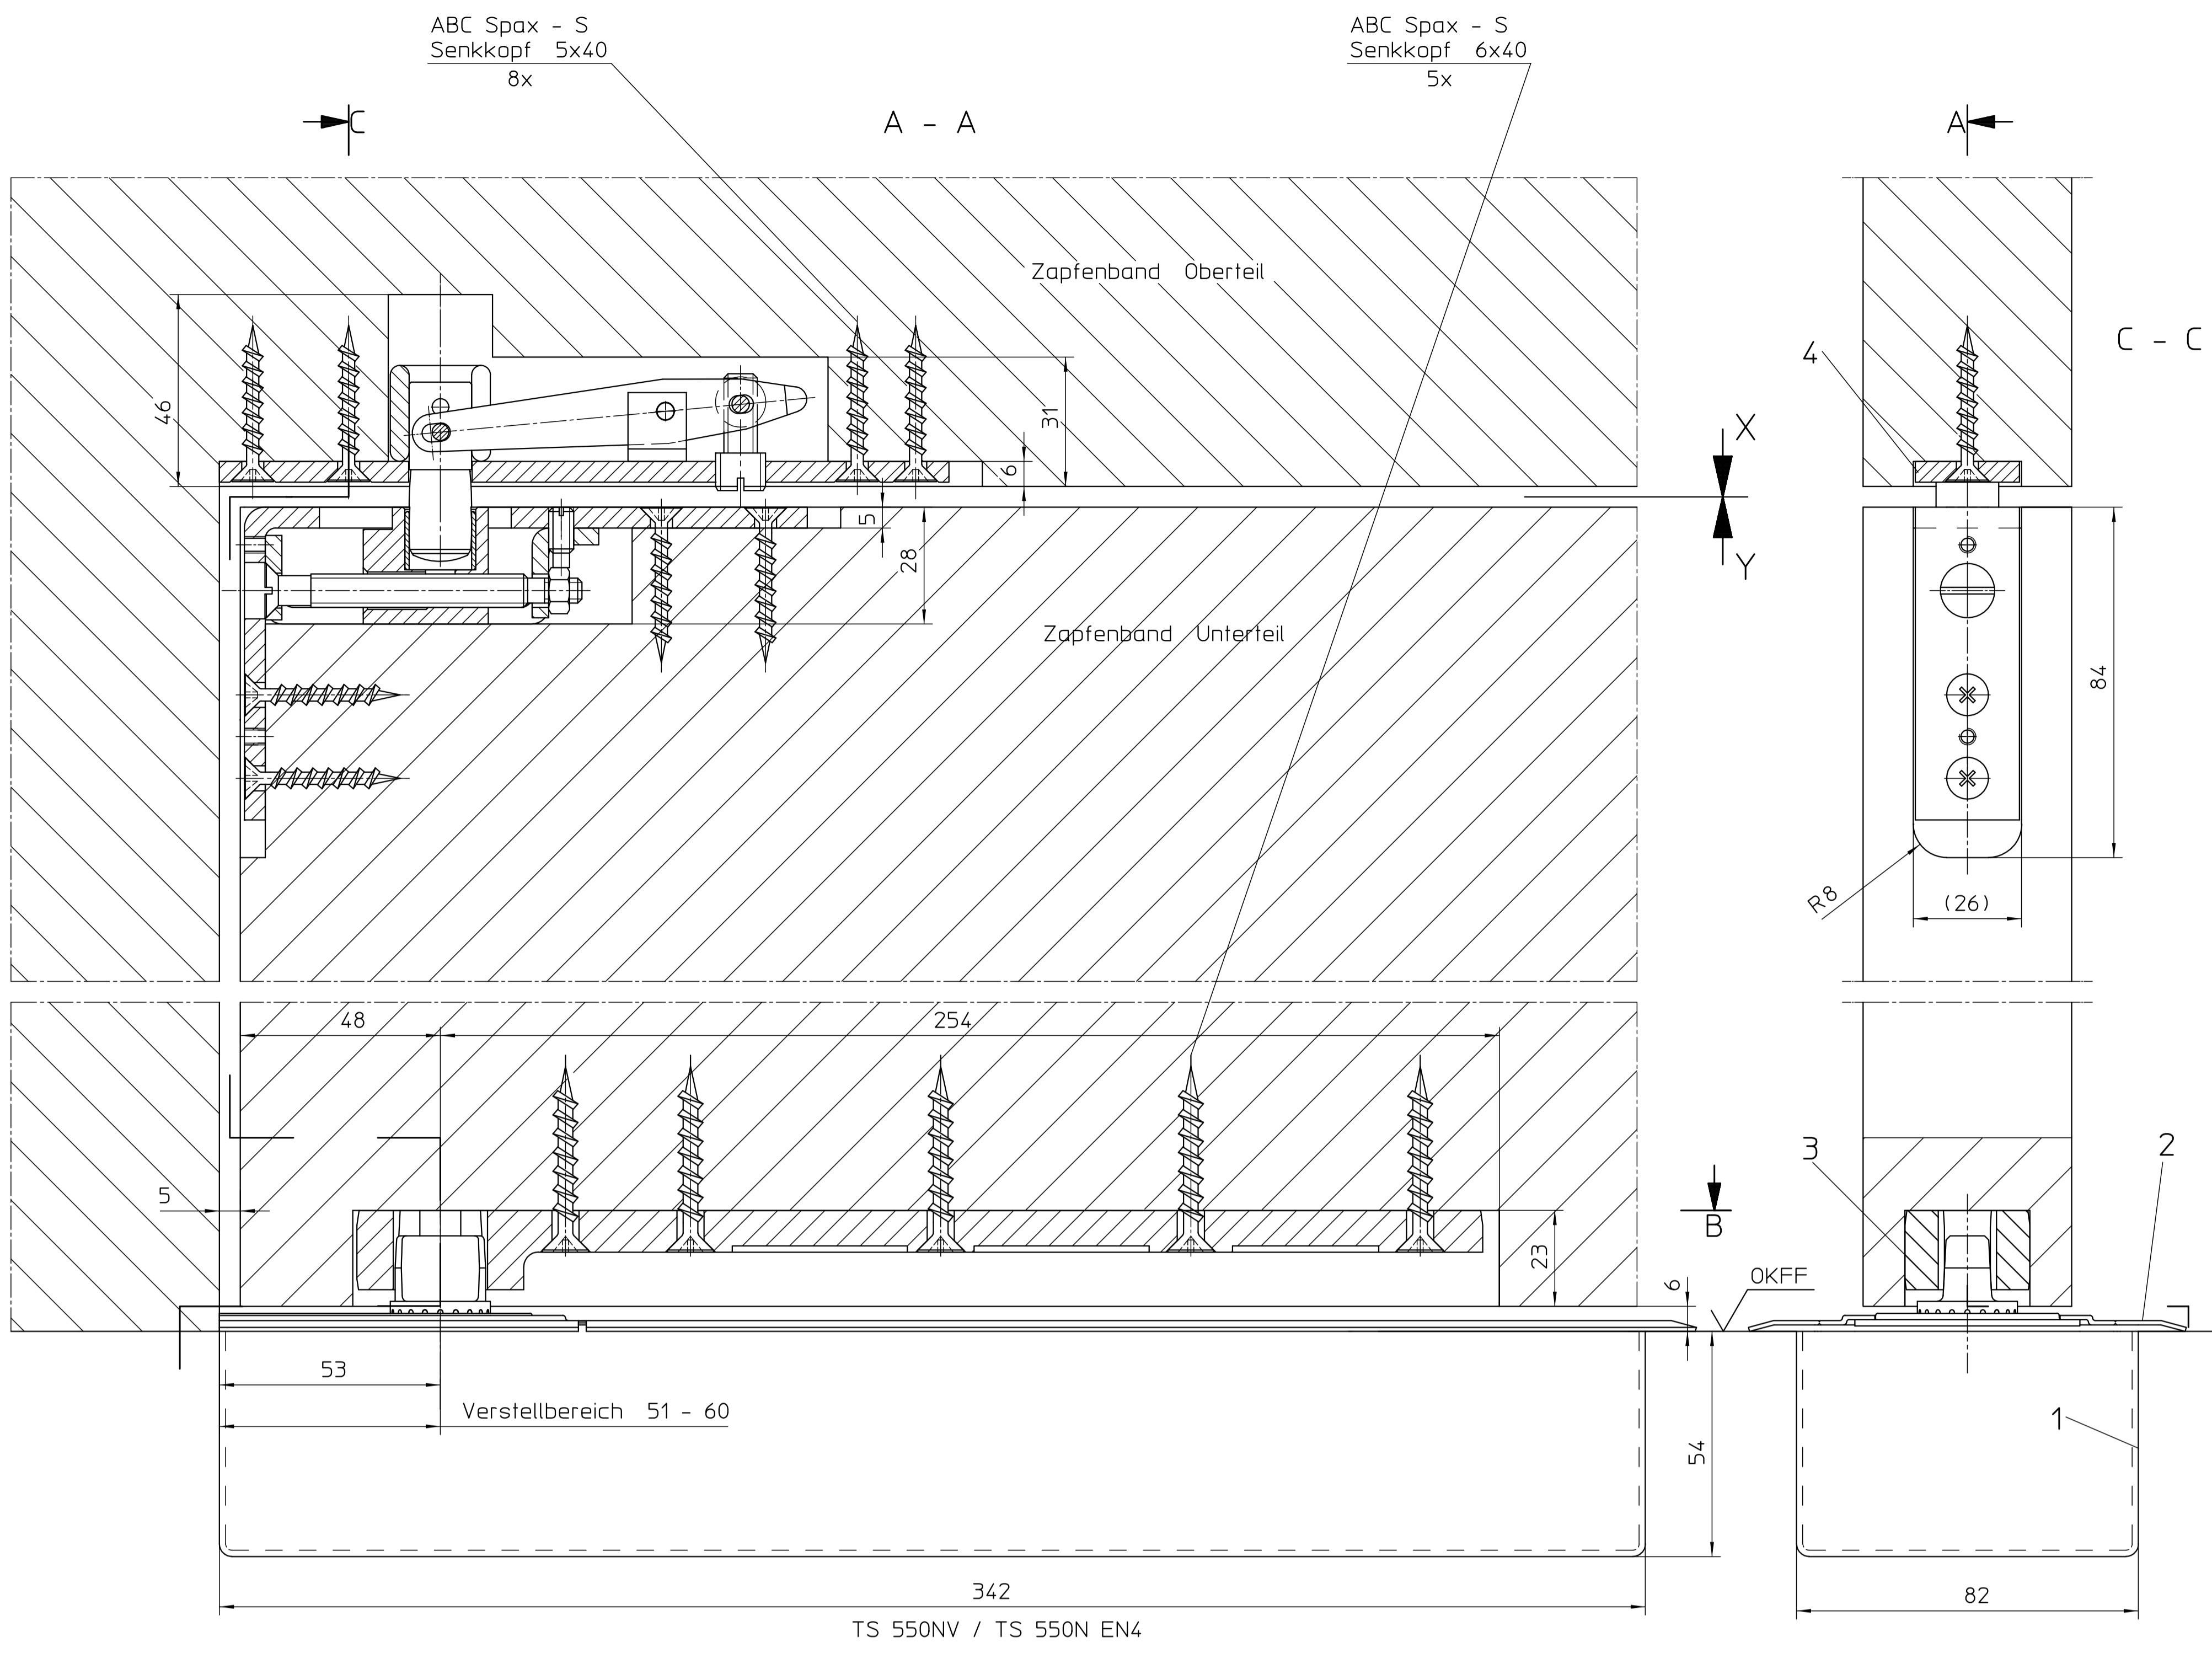 ABC Spax - S
Senkkopf 5x40
8x
ABC Spax - S
Senkkopf 6x40
5x
C
A - A
A
Zapfenband Oberteil
C - C
4
46
31
6
X
5
28
Y
Zapfenband Unterteil
84
R8
(26)
48
254
3
2
5
B
23
6
OKFF
53
Verstellbereich 51 - 60
1
54
342
82
TS 550NV / TS 550N EN4